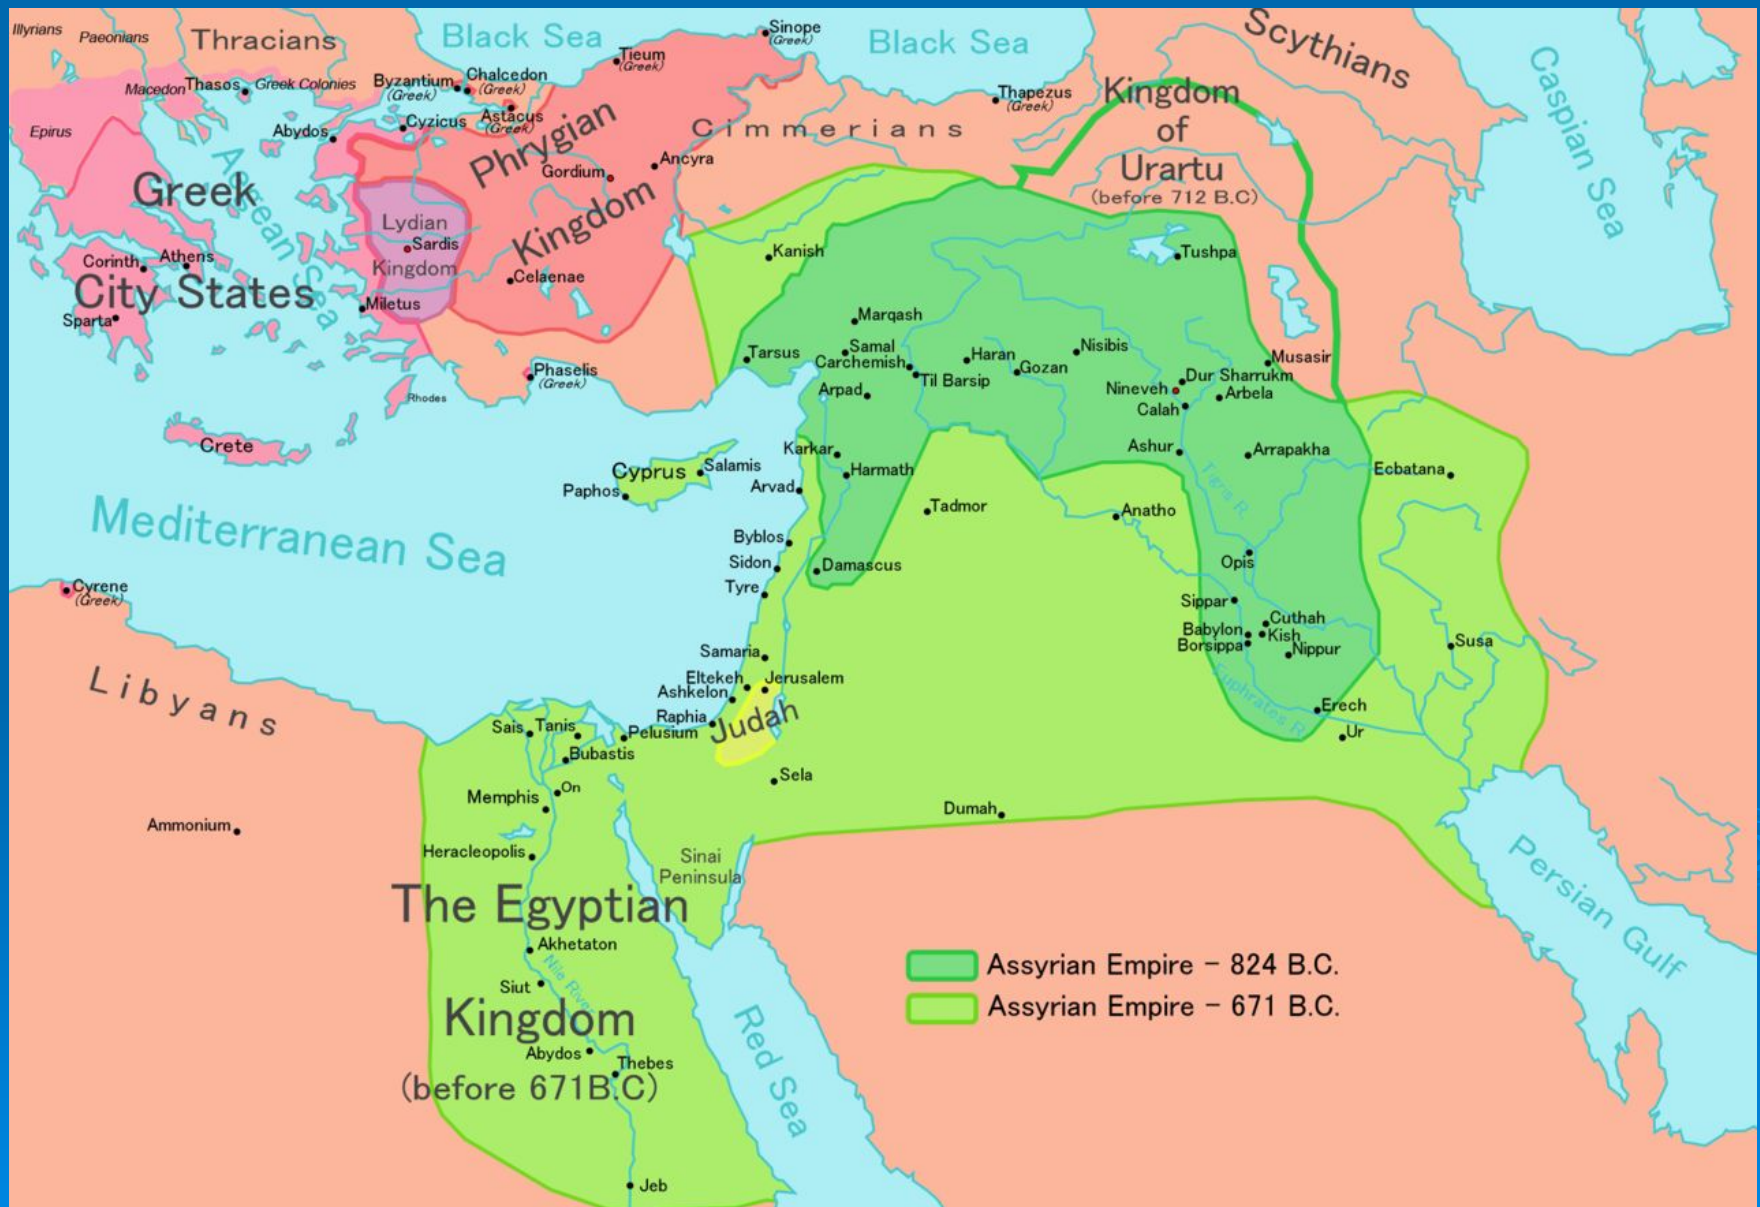 Illyrians
Paeonians
Thracians
Black Sea
Sinope
(Greek)
Black Sea
Scythians
Caspian Sea
Tieum
(Greek)
Macedon
Thasos
Greek Colonies
Byzantium
(Greek)
Chalcedon
(Greek)
Astacus
(Greek)
Thapezus
(Greek)
Kingdom
of
Urartu
(before 712 B.C)
Epirus
Abydos
Cyzicus
Phrygian
Kingdom
Cimmerians
Gordium
Ancyra
Greek
City States
Aegean Sea
Lydian
Kingdom
Sardis
Corinth
Athens
Sparta
Miletus
Celaenae
Kanish
Tushpa
Marqash
Samal
Carchemish
Tarsus
Til Barsip
Haran
Gozan
Nisibis
Musasir
Dur Sharrukm
Nineveh
Arbela
Calah
Phaselis
(Greek)
Rhodes
Arpad
Crete
Karkar
Harmath
Ashur
Arrapakha
Ecbatana
Cyprus
Salamis
Paphos
Arvad
Tigris R.
Tadmor
Anatho
Mediterranean Sea
Byblos
Sidon
Damascus
Tyre
Opis
Cyrene
(Greek)
Sippar
Cuthah
Babylon
Kish
Borsippa
Nippur
Susa
Samaria
Eltekeh
Jerusalem
Ashkelon
Euphrates R.
Erech
Ur
Libyans
Raphia
Judah
Sais
Tanis
Pelusium
Bubastis
Sela
On
Memphis
Dumah
Ammonium
Heracleopolis
Sinai
Peninsula
Persian Gulf
The Egyptian
Kingdom
(before 671B.C)
Akhetaton
Nile River
Siut
Abydos
Thebes
Red Sea
Jeb
Assyrian Empire - 824 B.C.
Assyrian Empire - 671 B.C.